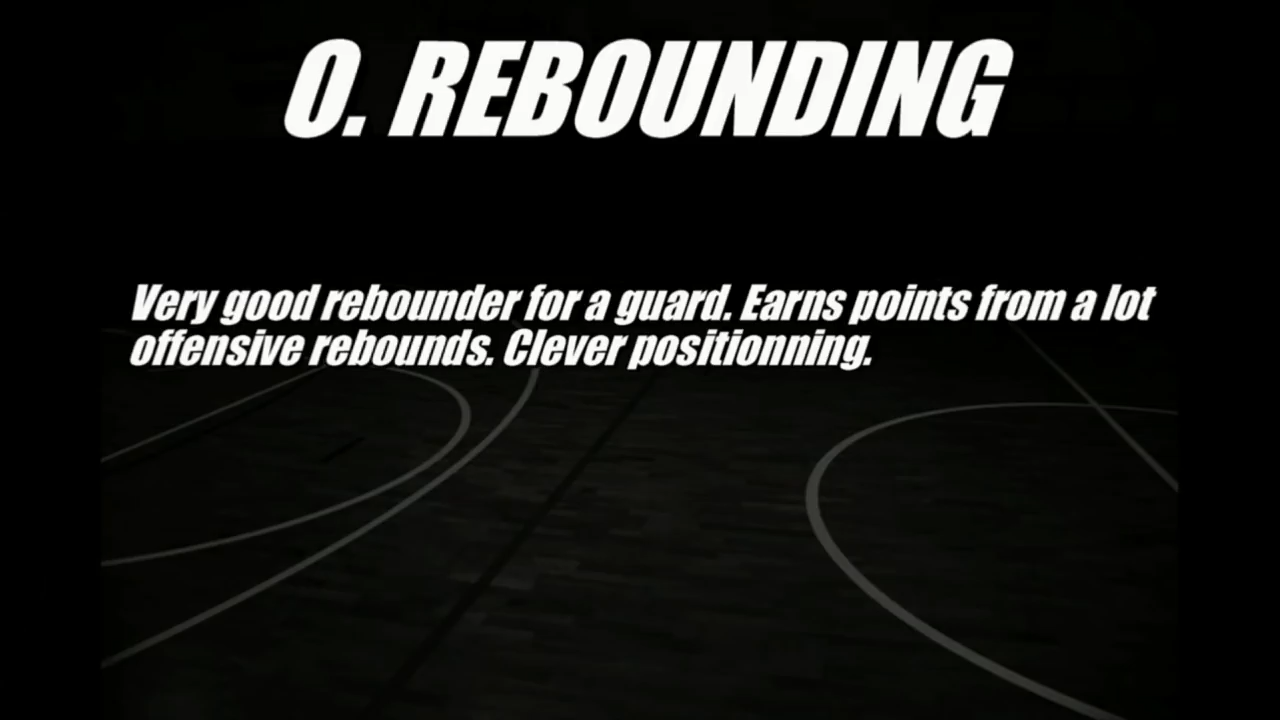 O. REBOUNDING
Very good rebounder for a guard. Earns points from a lot
offensive rebounds. Clever positionning.